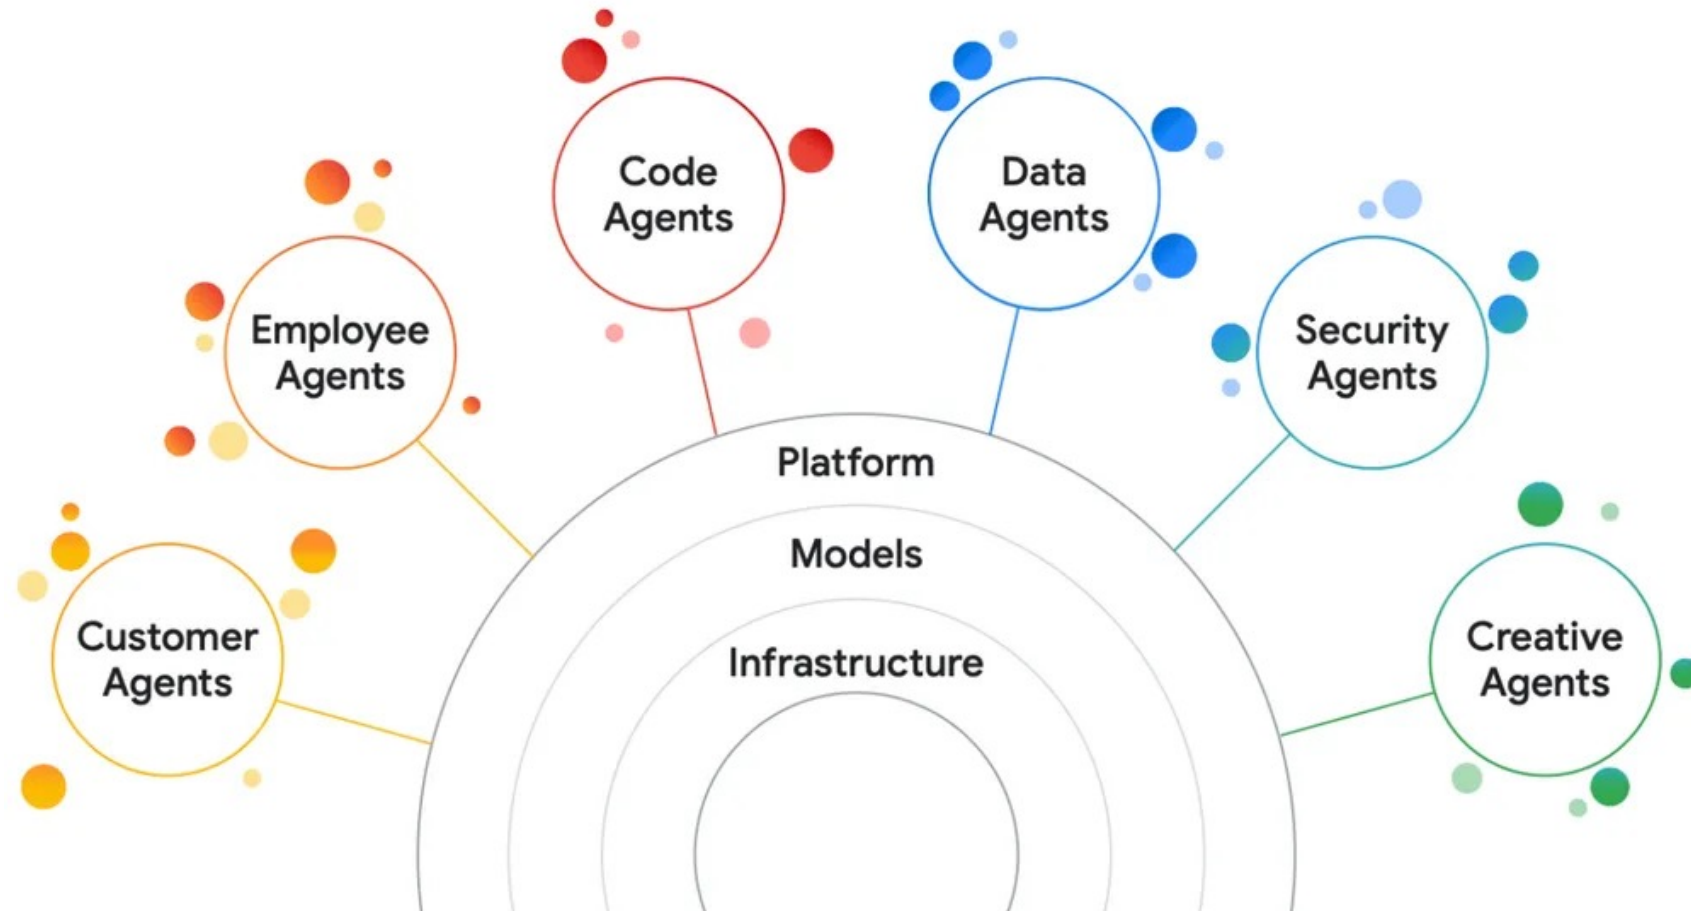 Code
Agents
Data
Agents
Employee
Agents
Security
Agents
Platform
Models
Customer
Agents
Infrastructure
Creative
Agents